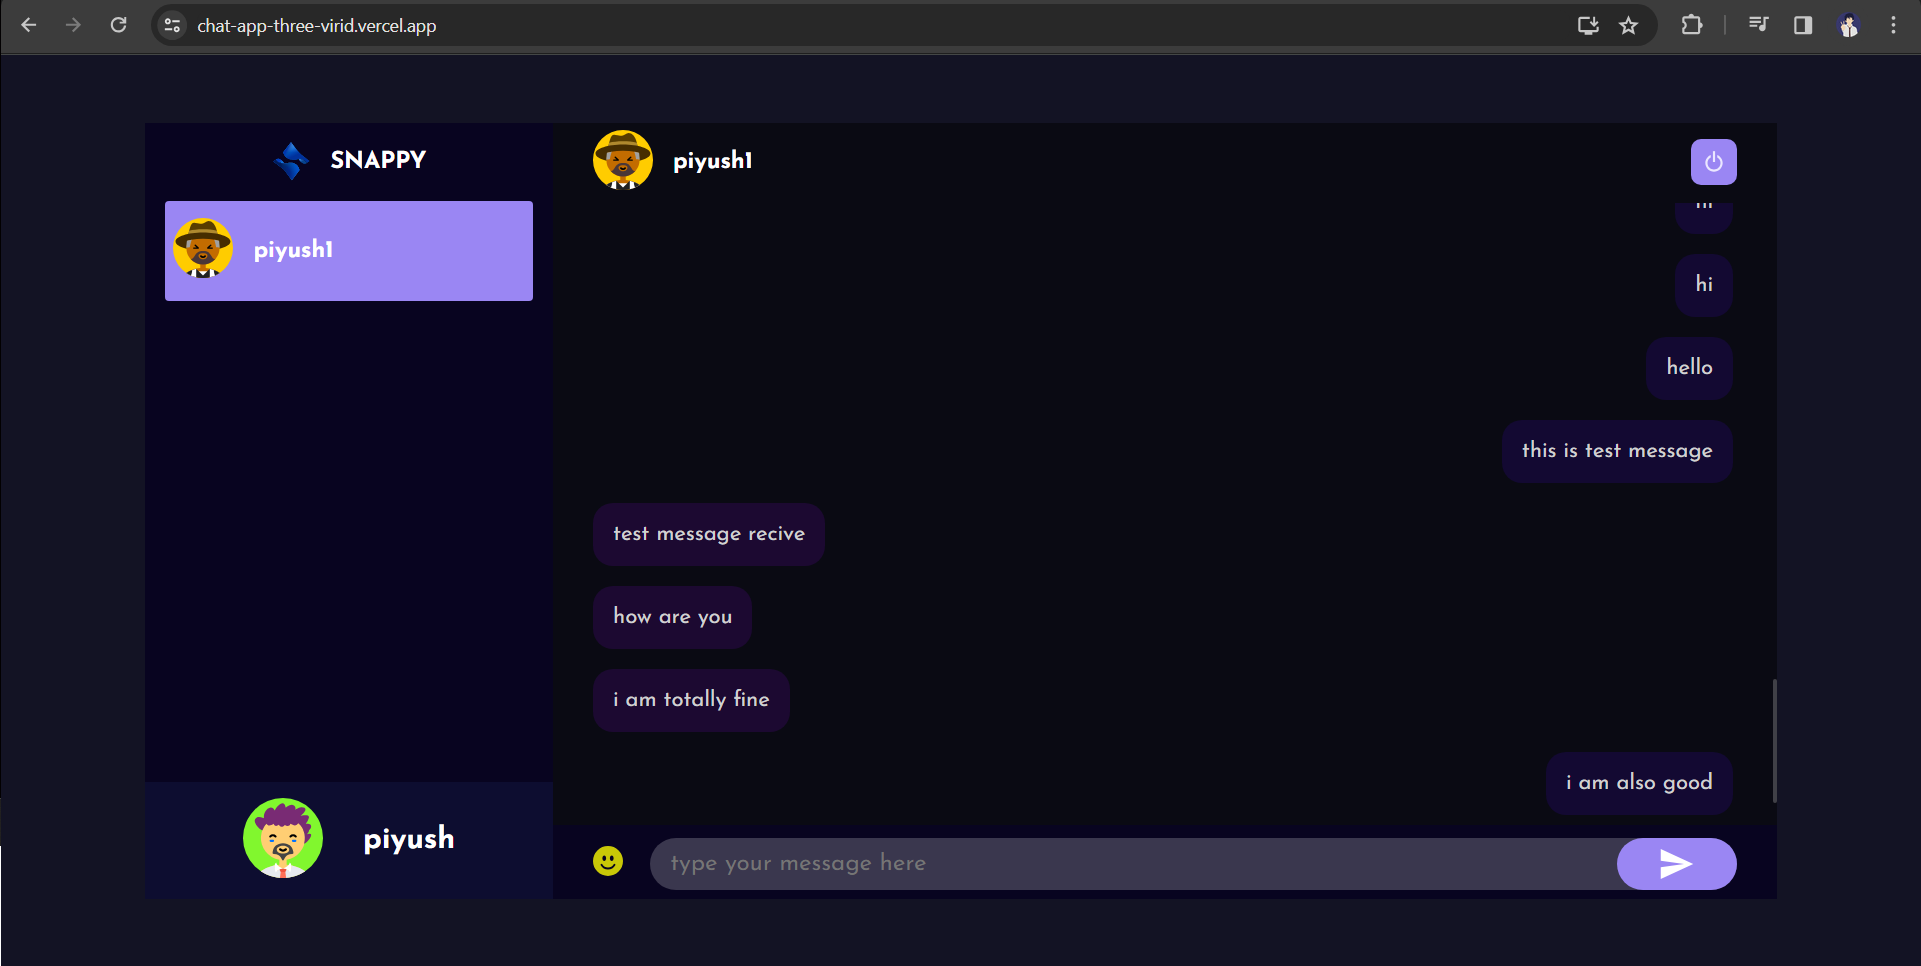 chat-app-three-virid.vercel.app
SNAPPY
piyush1
piyush
piyush1
hi
hello
this is test message
test message recive
how are you
i am totally fine
i am also good
type your message here